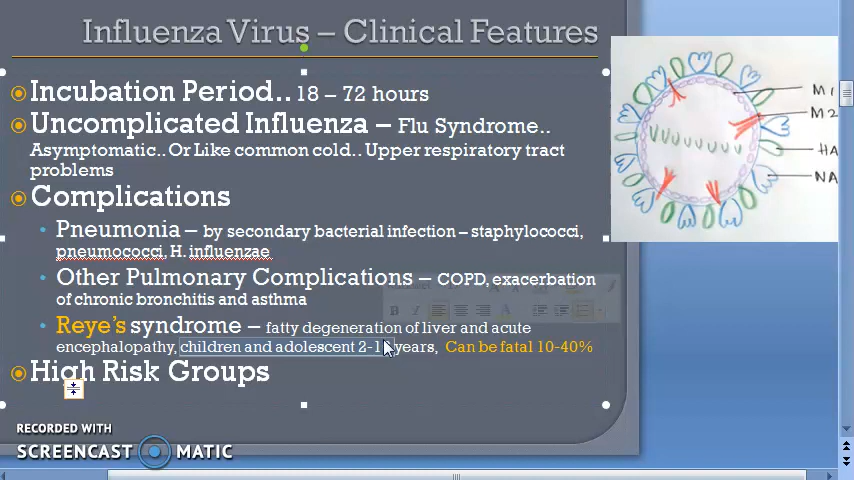 Influenza Virus – Clinical Features
Incubation Period.. 18 – 72 hours
Uncomplicated Influenza – Flu Syndrome..
Asymptomatic.. Or Like common cold.. Upper respiratory tract
problems
Complications
Pneumonia – by secondary bacterial infection – staphylococci,
pneumococci, H. influenzae
Other Pulmonary Complications – COPD, exacerbation
of chronic bronchitis and asthma
Reye's syndrome – fatty degeneration of liver and acute
encephalopathy, children and adolescent years, Can be fatal 10-40%
High Risk Groups
M1
M2
HA
NA
RECORDED WITH
SCREENCAST MATIC